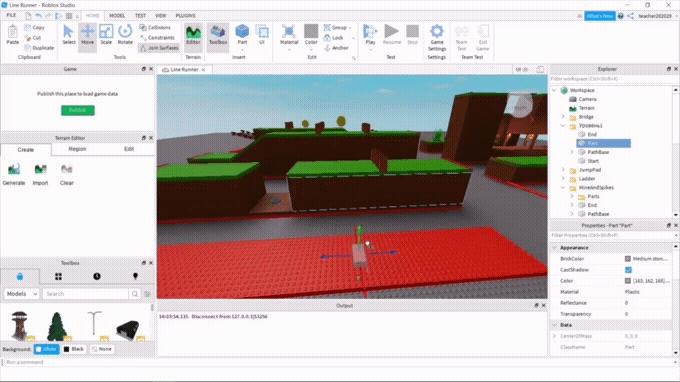 Line Runner - Roblox Studio
FILE
HOME MODEL TEST VIEW PLUGINS
What's New
teacher202029
Paste
Copy
Cut
Duplicate
Clipboard
Select Move Scale Rotate
Collisions
Constraints
Join Surfaces
Tools
Editor
Terrain
Toolbox Part UI
Insert
Material Color
Group
Lock
Anchor
Edit
Play Resume Stop
Test
Game Settings
Settings
Team Test
Exit Game
Team Test
Game
Publish this place to load game data
Publish
Terrain Editor
Create Region Edit
Generate Import Clear
Toolbox
Models
Search
Background: White Black None
Run a command
Line Runner
Output
14:03:54.135 - Disconnect from 127.0.0.1|53256
Explorer
Filter workspace (Ctrl+Shift+X)
Workspace
Camera
Terrain
Bridge
End
Part
PathBase
Start
JumpPad
Ladder
MineAndSpikes
Parts
End
PathBase
Properties - Part "Part"
Filter Properties (Ctrl+Shift+P)
Appearance
BrickColor Medium ston...
CastShadow
Color [163, 162, 165]
Material Plastic
Reflectance 0
Transparency 0
Data
CenterOfMass 0, 0, 0
ClassName Part